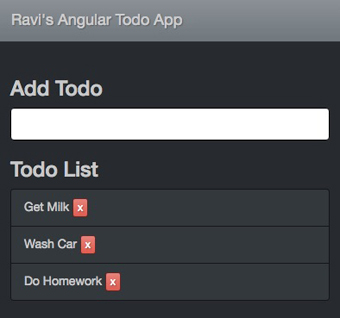 Ravi's Angular Todo App
Add Todo
Todo List
Get Milk x
Wash Car x
Do Homework x